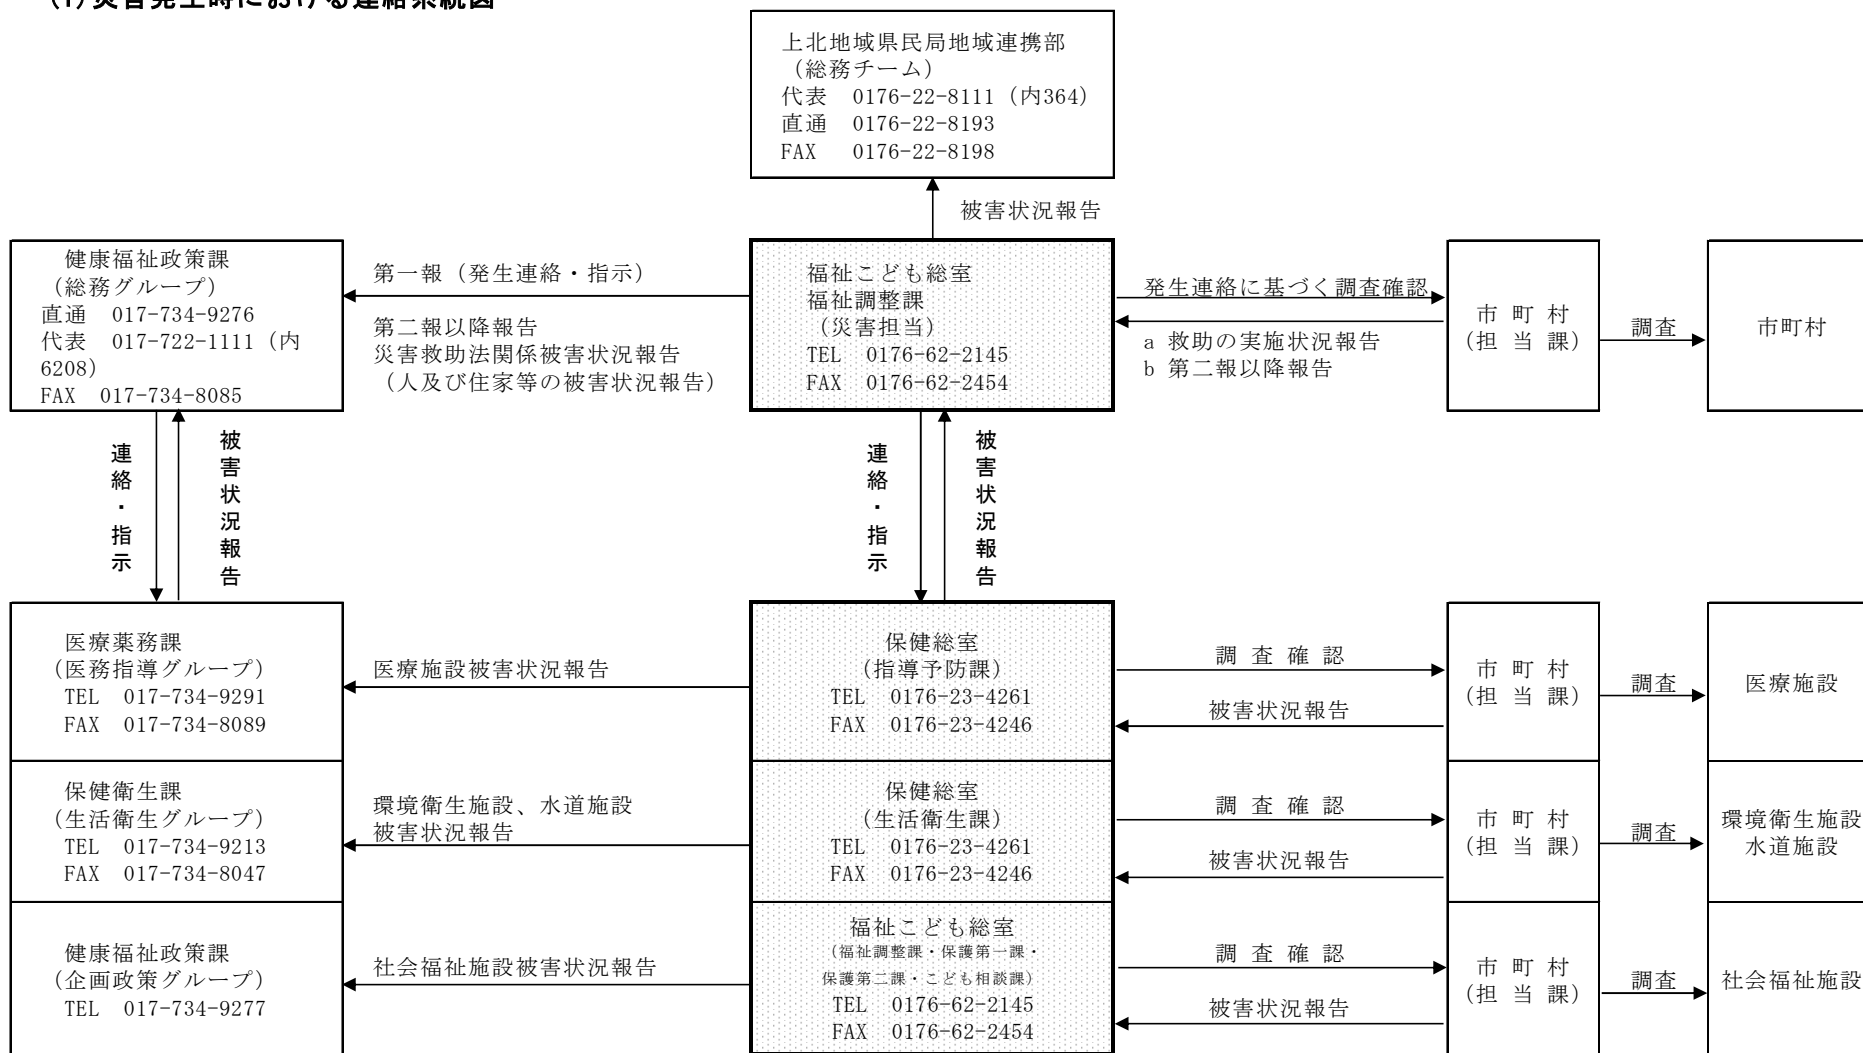 (1)災害発生時における連絡系統図
上北地域県民局地域連携部
(総務チーム)
代表 0176-22-8111 (内364)
直通 0176-22-8193
FAX 0176-22-8198
被害状況報告
健康福祉政策課
(総務グループ)
直通 017-734-9276
代表 017-722-1111 (内
6208)
FAX 017-734-8085
第一報 (発生連絡・指示)
第二報以降報告
災害救助法関係被害状況報告
(人及び住家等の被害状況報告)
福祉こども総室
福祉調整課
(災害担当)
TEL 0176-62-2145
FAX 0176-62-2454
発生連絡に基づく調査確認
a 救助の実施状況報告
b 第二報以降報告
市 町 村
(担 当 課)
調査
市町村
連絡・指示
被害状況報告
連絡・指示
被害状況報告
医療薬務課
(医務指導グループ)
TEL 017-734-9291
FAX 017-734-8089
医療施設被害状況報告
保健総室
(指導予防課)
TEL 0176-23-4261
FAX 0176-23-4246
調 査 確 認
被害状況報告
市 町 村
(担 当 課)
調査
医療施設
保健衛生課
(生活衛生グループ)
TEL 017-734-9213
FAX 017-734-8047
環境衛生施設、水道施設
被害状況報告
保健総室
(生活衛生課)
TEL 0176-23-4261
FAX 0176-23-4246
調 査 確 認
被害状況報告
市 町 村
(担 当 課)
調査
環境衛生施設
水道施設
健康福祉政策課
(企画政策グループ)
TEL 017-734-9277
社会福祉施設被害状況報告
福祉こども総室
(福祉調整課・保護第一課・
保護第二課・こども相談課)
TEL 0176-62-2145
FAX 0176-62-2454
調 査 確 認
被害状況報告
市 町 村
(担 当 課)
調査
社会福祉施設